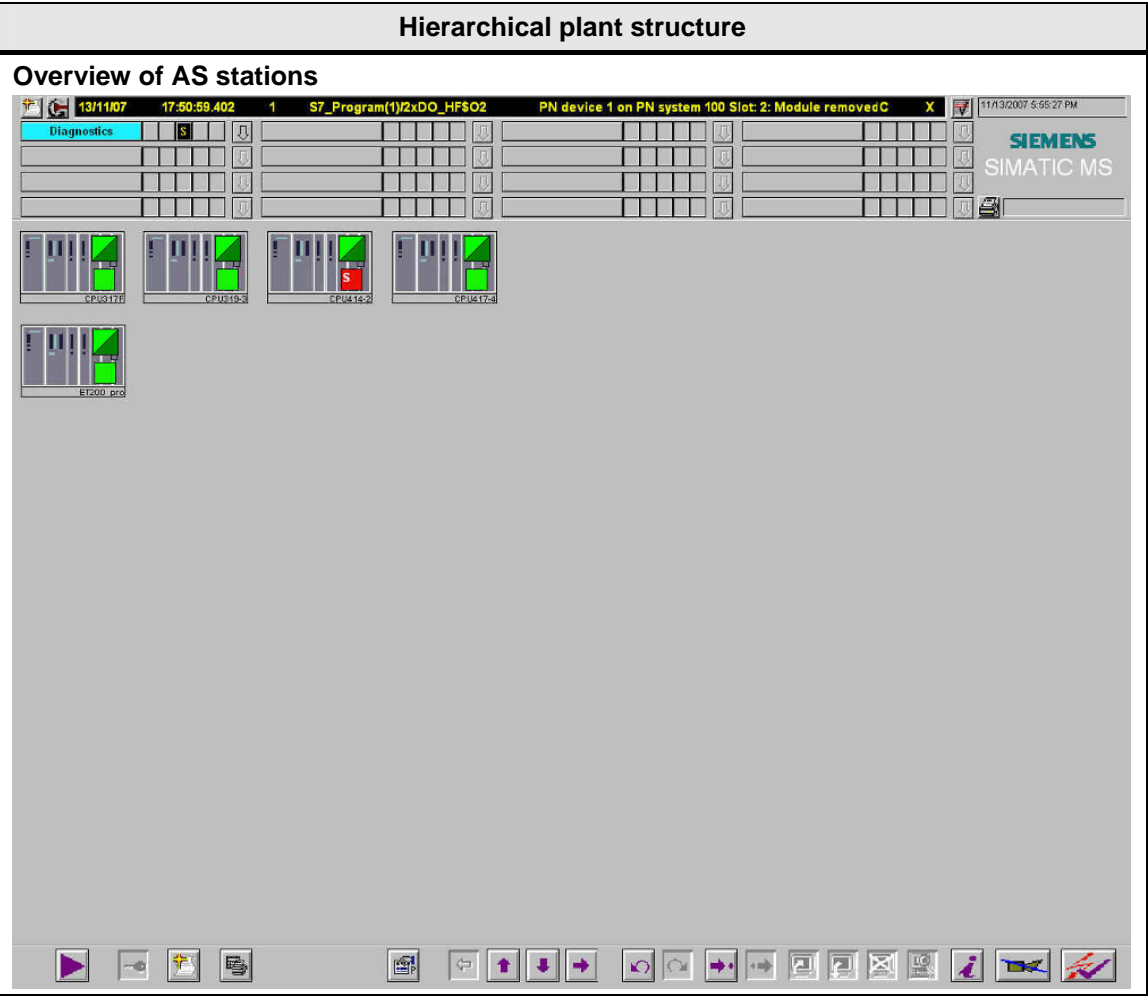 Hierarchical plant structure
Overview of AS stations
13/11/07 17:50:59.402 1 S7_Program(1)/2xDO_HF$O2 PN device 1 on PN system 100 Slot: 2: Module removedC X 11/13/2007 5:55:27 PM
Diagnostics S
SIEMENS
SIMATIC MS
S
CPU317F CPU319-3 CPU414-2 CPU417-4
ET200 pro